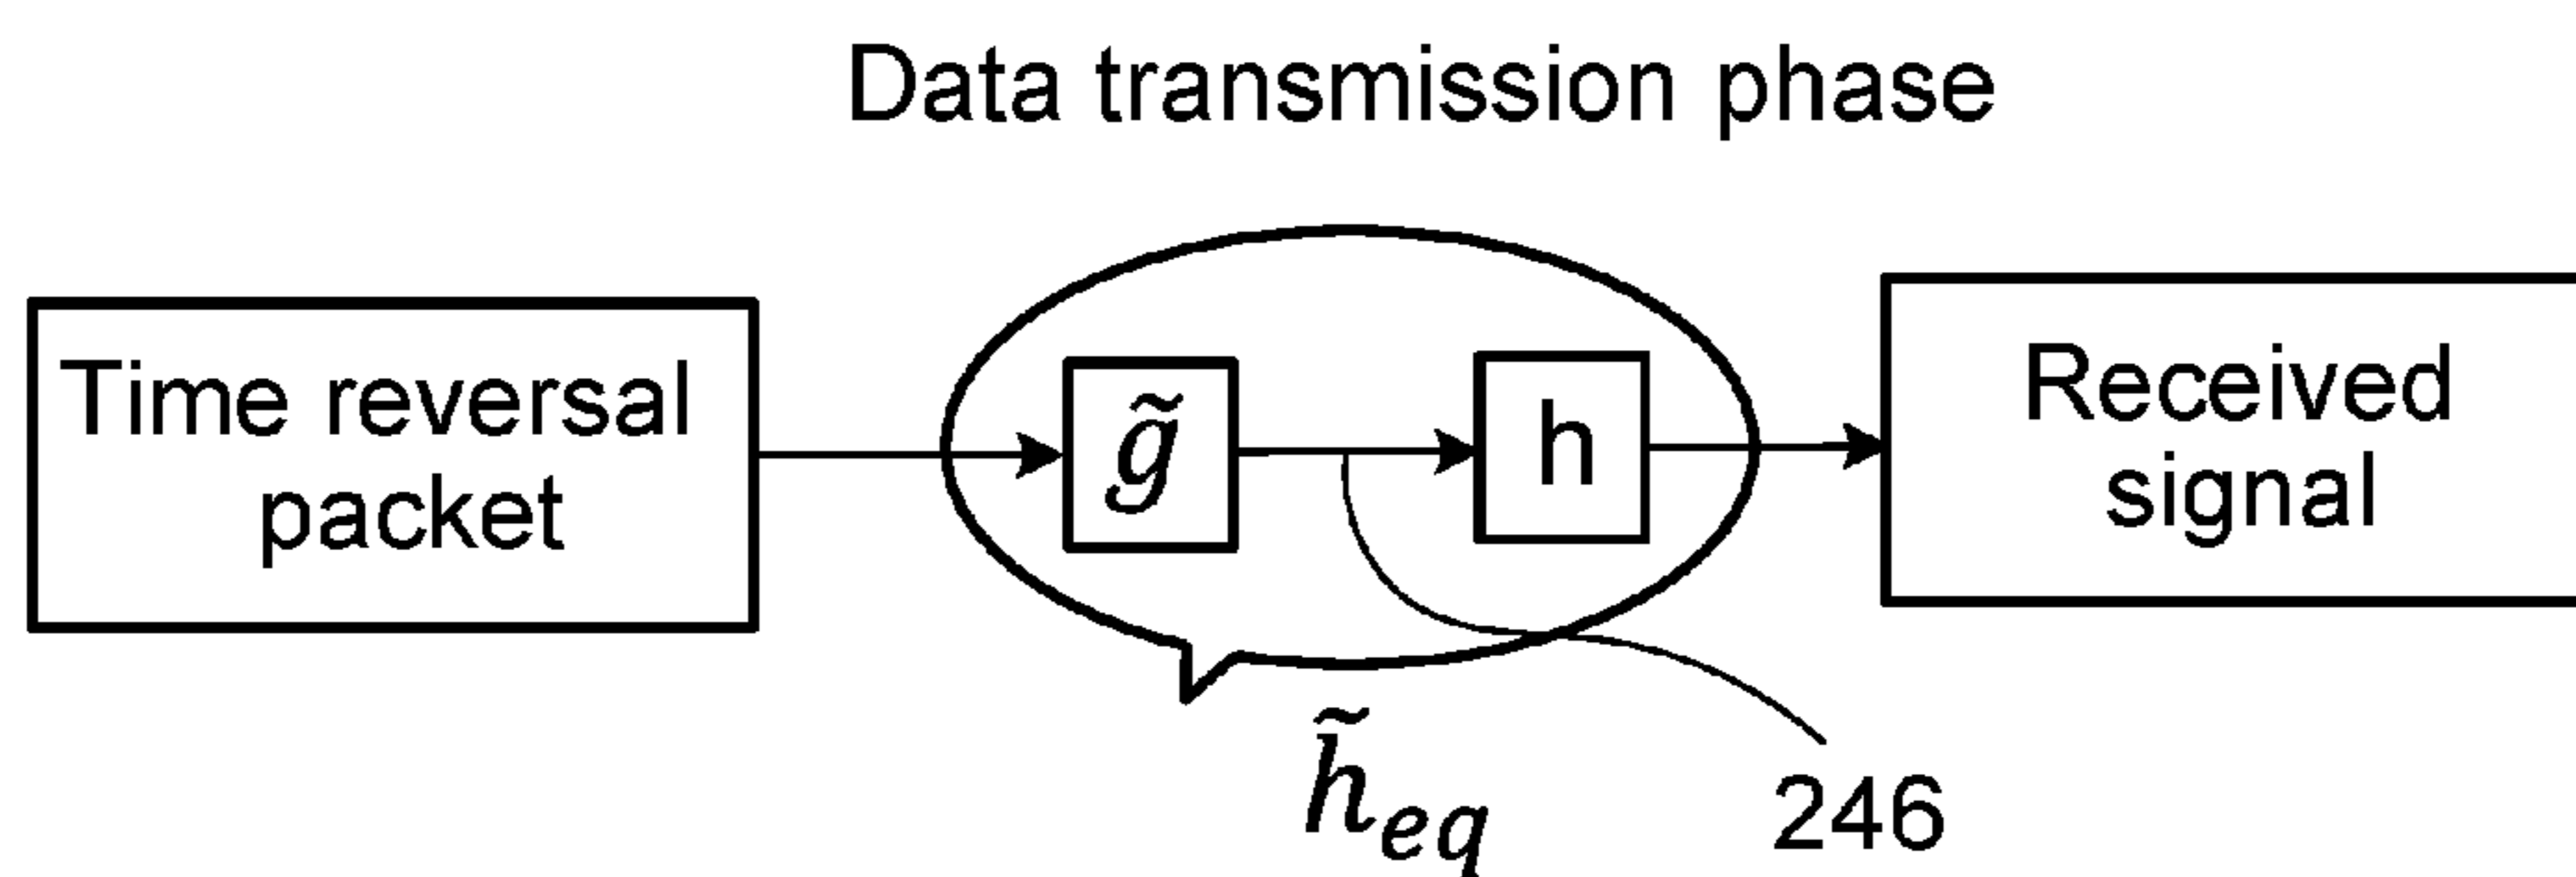 Data transmission phase
Time reversal
packet
g̃
h
Received
signal
h̃eq
246